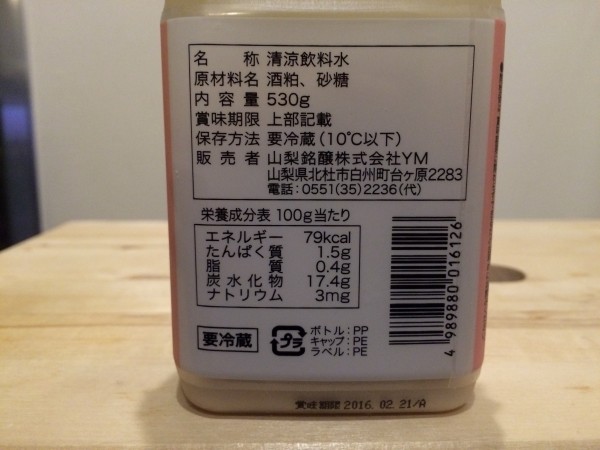 名称 清涼飲料水
原材料名 酒粕、砂糖
内容量 530g
賞味期限 上部記載
保存方法 要冷蔵(10℃以下)
販売者 山梨銘醸株式会社YM
山梨県北杜市白州町台ヶ原2283
電話:0551(35)2236(代)
栄養成分表 100g当たり
エネルギー 79kcal
たんぱく質 1.5g
脂質 0.4g
炭水化物 17.4g
ナトリウム 3mg
要冷蔵
プラ
ボトル:PP
キャップ:PE
ラベル:PE
4 989880 016126
賞味期限 2016.02.21/A